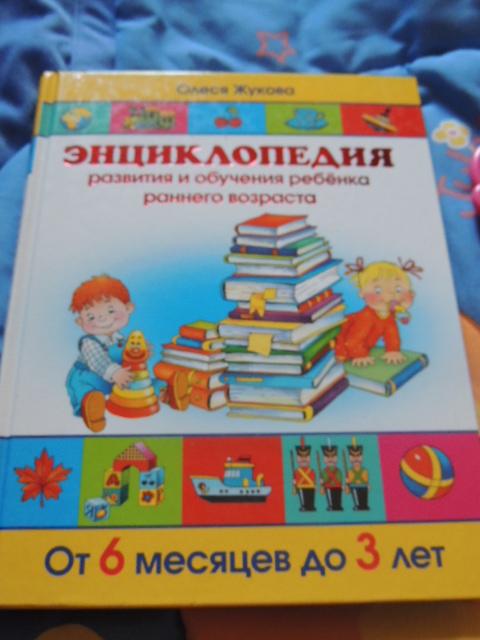 Олеся Жукова
ЭНЦИКЛОПЕДИЯ
развития и обучения ребёнка
раннего возраста
От 6 месяцев до 3 лет